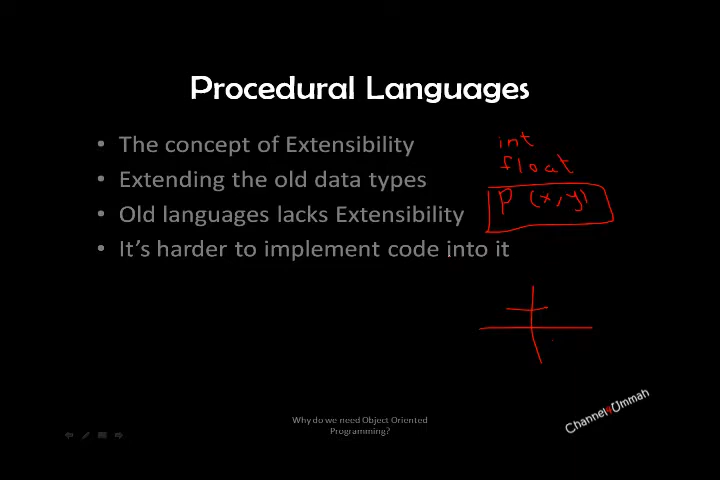 Procedural Languages
• The concept of Extensibility
• Extending the old data types
• Old languages lacks Extensibility
• It's harder to implement code into it
int
float
P (x,y)
Why do we need Object Oriented
Programming?
Channel Ummah